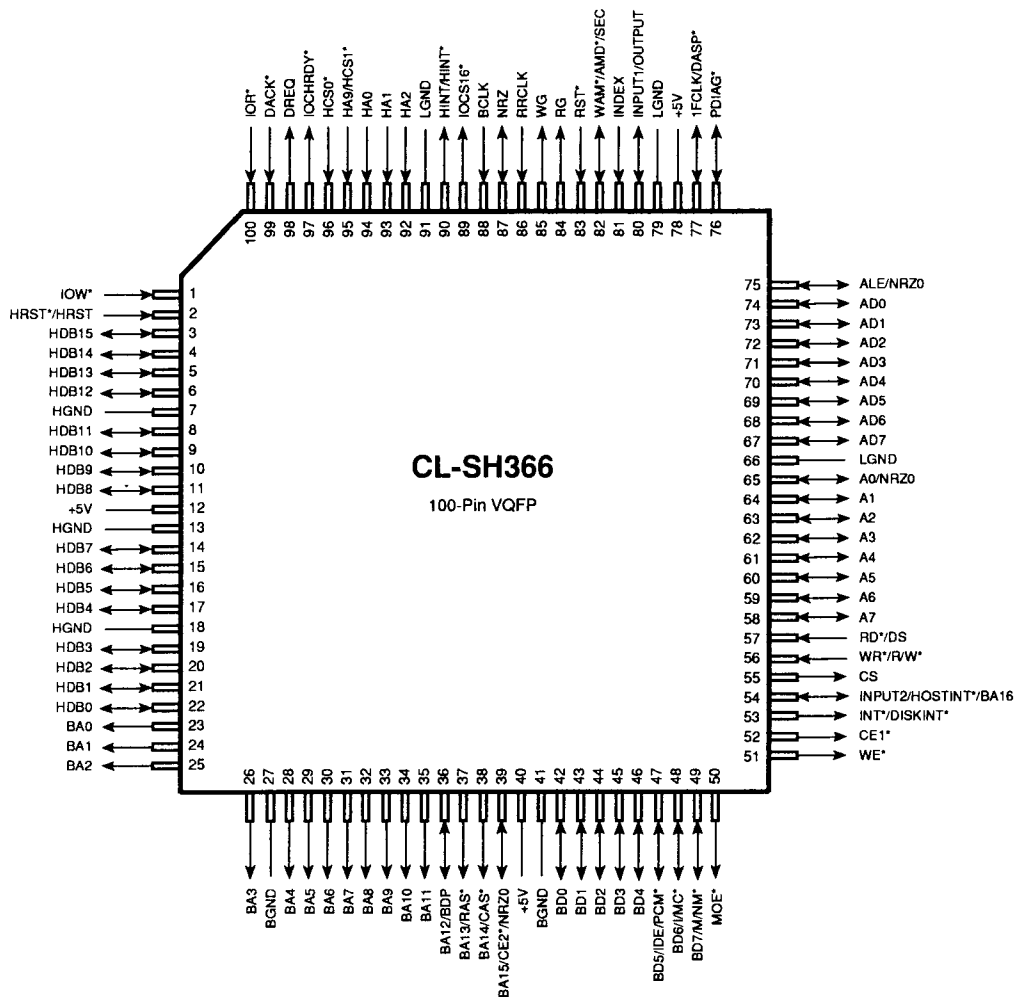 IOR*
DACK*
DREQ
IOCHRDY*
HCS0*
HA9/HCS1*
HA0
HA1
HA2
LGND
HINT/HINT*
IOCS16*
BCLK
NRZ
RRCLK
WG
RG
RST*
WAM*/AMD*/SEC
INDEX
INPUT1/OUTPUT
LGND
+5V
1FCLK/DASP*
PDIAG*
100 99 98 97 96 95 94 93 92 91 90 89 88 87 86 85 84 83 82 81 80 79 78 77 76
IOW* 1
HRST*/HRST 2
HDB15 3
HDB14 4
HDB13 5
HDB12 6
HGND 7
HDB11 8
HDB10 9
HDB9 10
HDB8 11
+5V 12
HGND 13
HDB7 14
HDB6 15
HDB5 16
HDB4 17
HGND 18
HDB3 19
HDB2 20
HDB1 21
HDB0 22
BA0 23
BA1 24
BA2 25
CL-SH366
100-Pin VQFP
75 ALE/NRZ0
74 AD0
73 AD1
72 AD2
71 AD3
70 AD4
69 AD5
68 AD6
67 AD7
66 LGND
65 A0/NRZ0
64 A1
63 A2
62 A3
61 A4
60 A5
59 A6
58 A7
57 RD*/DS
56 WR*/R/W*
55 CS
54 INPUT2/HOSTINT*/BA16
53 INT*/DISKINT*
52 CE1*
51 WE*
26 27 28 29 30 31 32 33 34 35 36 37 38 39 40 41 42 43 44 45 46 47 48 49 50
BA3
BGND
BA4
BA5
BA6
BA7
BA8
BA9
BA10
BA11
BA12/BDP
BA13/RAS*
BA14/CAS*
BA15/CE2*/NRZ0
+5V
BGND
BD0
BD1
BD2
BD3
BD4
BD5/IDE/PCM*
BD6/I/MC*
BD7/M/NM*
MOE*